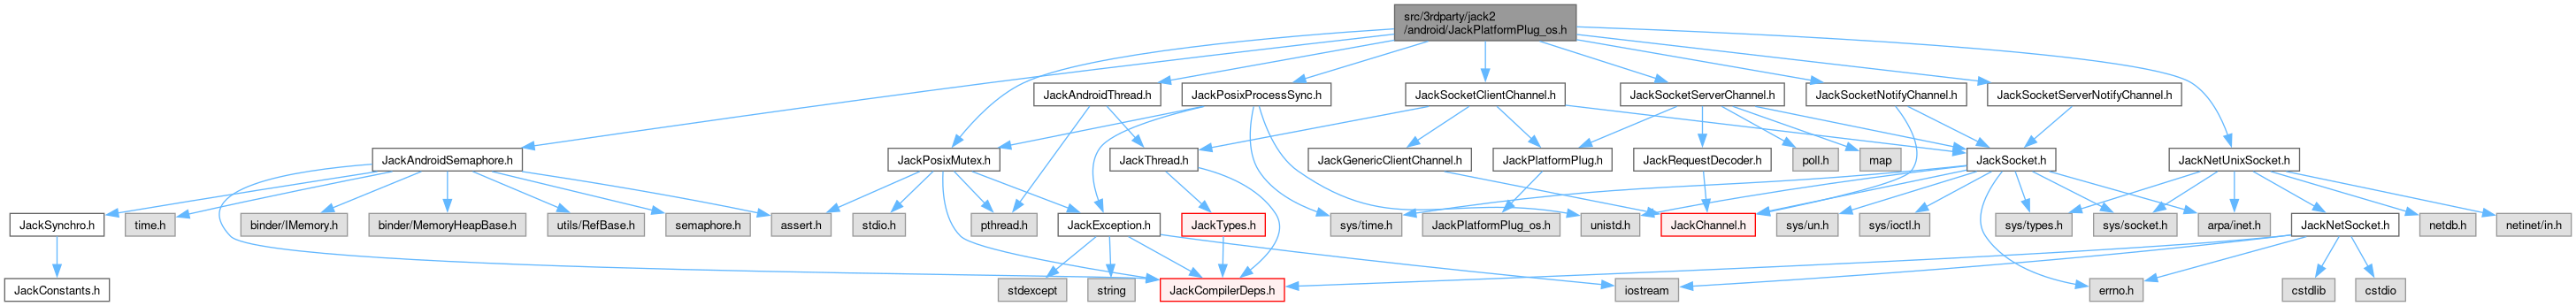 src/3rdparty/jack2
/android/JackPlatformPlug_os.h
JackAndroidThread.h
JackPosixProcessSync.h
JackSocketClientChannel.h
JackSocketServerChannel.h
JackSocketNotifyChannel.h
JackSocketServerNotifyChannel.h
JackAndroidSemaphore.h
JackPosixMutex.h
JackThread.h
JackGenericClientChannel.h
JackPlatformPlug.h
JackRequestDecoder.h
poll.h
map
JackSocket.h
JackNetUnixSocket.h
JackSynchro.h
time.h
binder/IMemory.h
binder/MemoryHeapBase.h
utils/RefBase.h
semaphore.h
assert.h
stdio.h
pthread.h
JackException.h
JackTypes.h
sys/time.h
JackPlatformPlug_os.h
unistd.h
JackChannel.h
sys/un.h
sys/ioctl.h
sys/types.h
sys/socket.h
arpa/inet.h
JackNetSocket.h
netdb.h
netinet/in.h
JackConstants.h
stdexcept
string
JackCompilerDeps.h
iostream
errno.h
cstdlib
cstdio